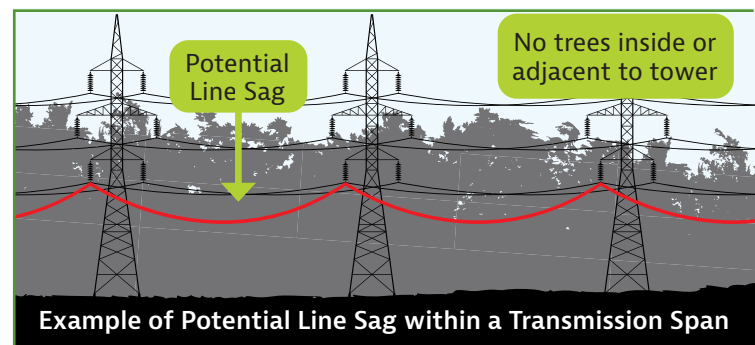 Potential
Line Sag
No trees inside or
adjacent to tower
Example of Potential Line Sag within a Transmission Span